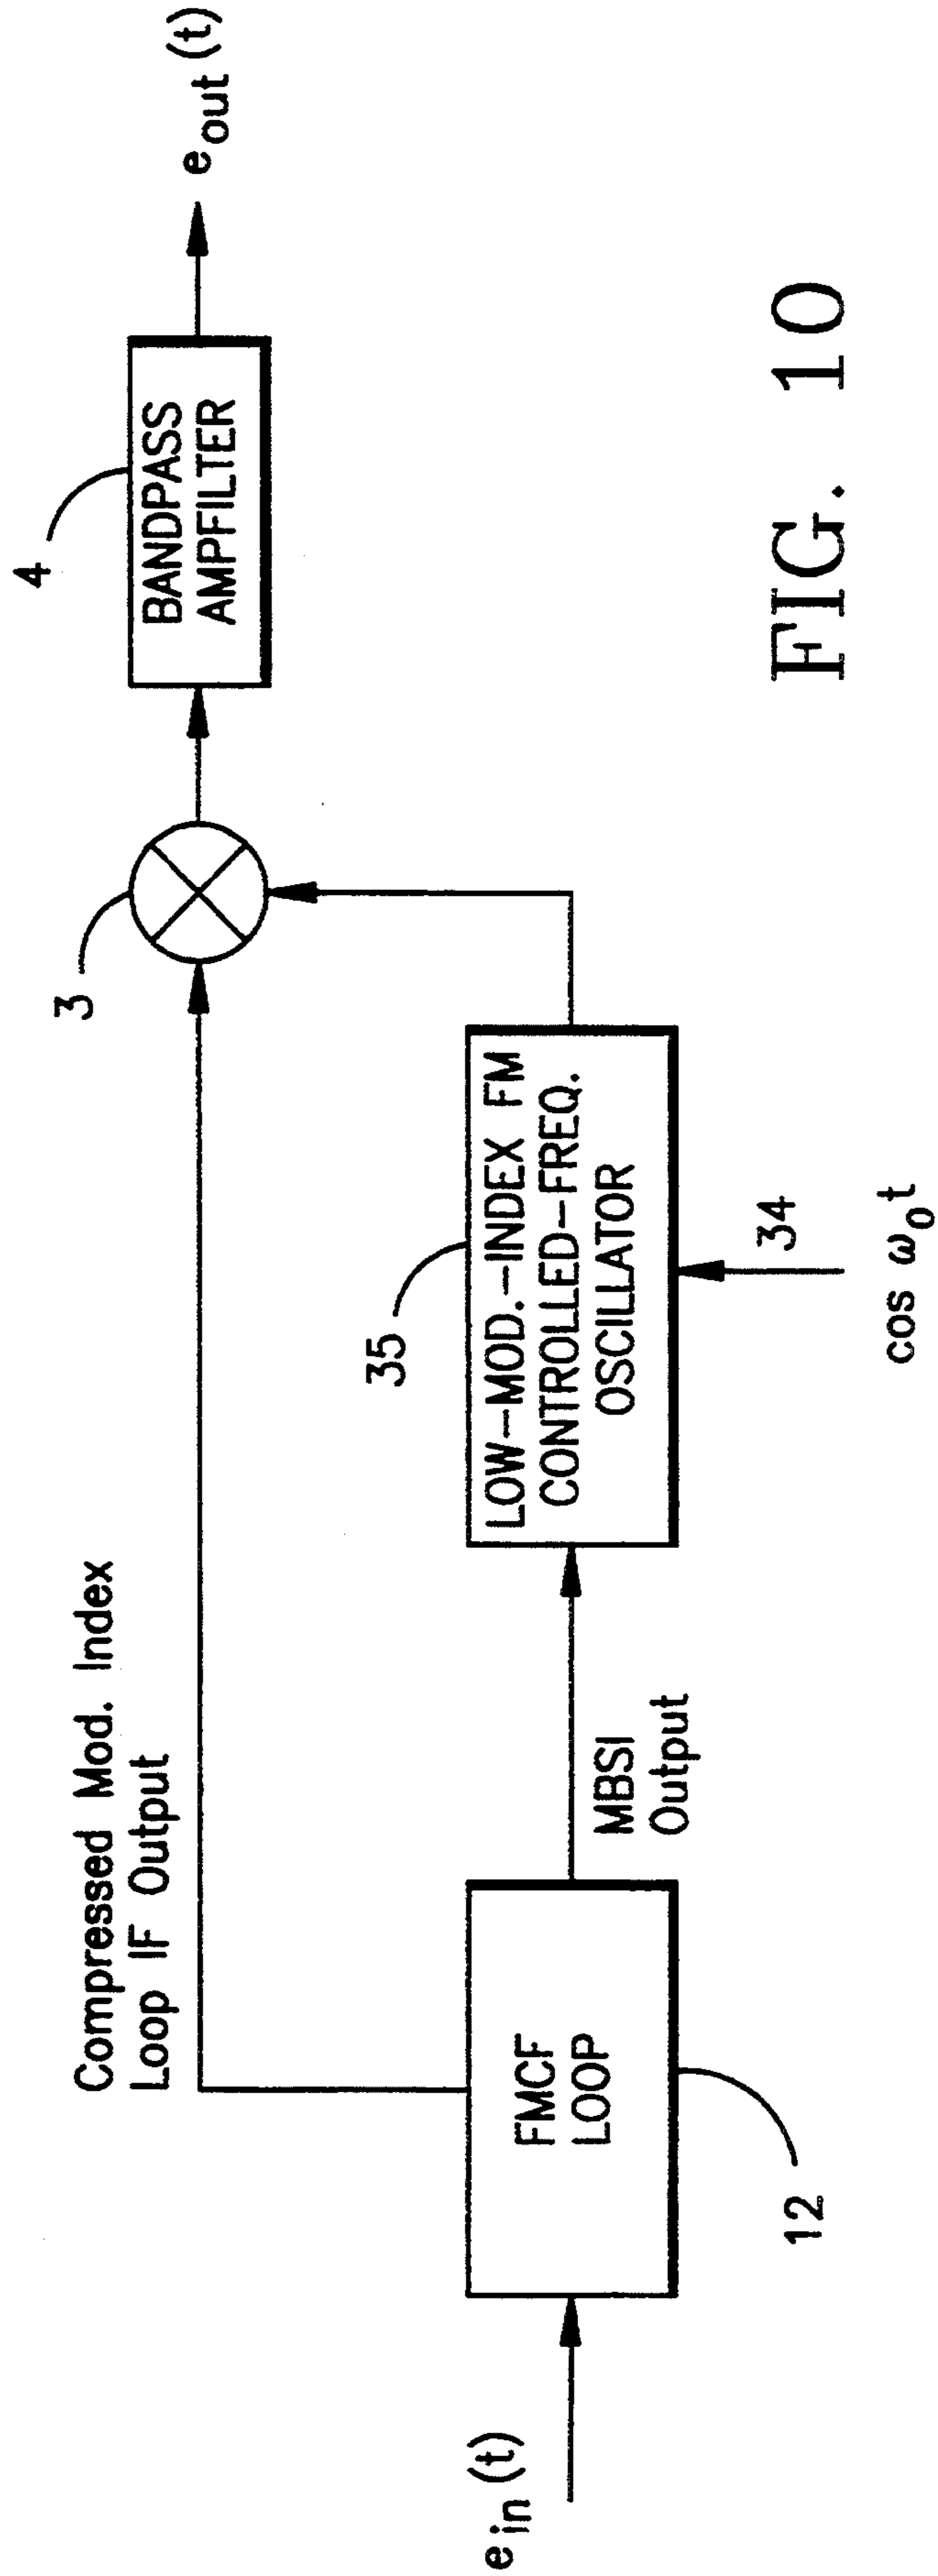 Compressed Mod. Index
Loop IF Output
3
4
BANDPASS
AMPFILTER
e_out (t)
e_in (t)
FMCF
LOOP
12
MBSI
Output
35
LOW-MOD.-INDEX FM
CONTROLLED-FREQ.
OSCILLATOR
34
cos ω₀t
FIG. 10